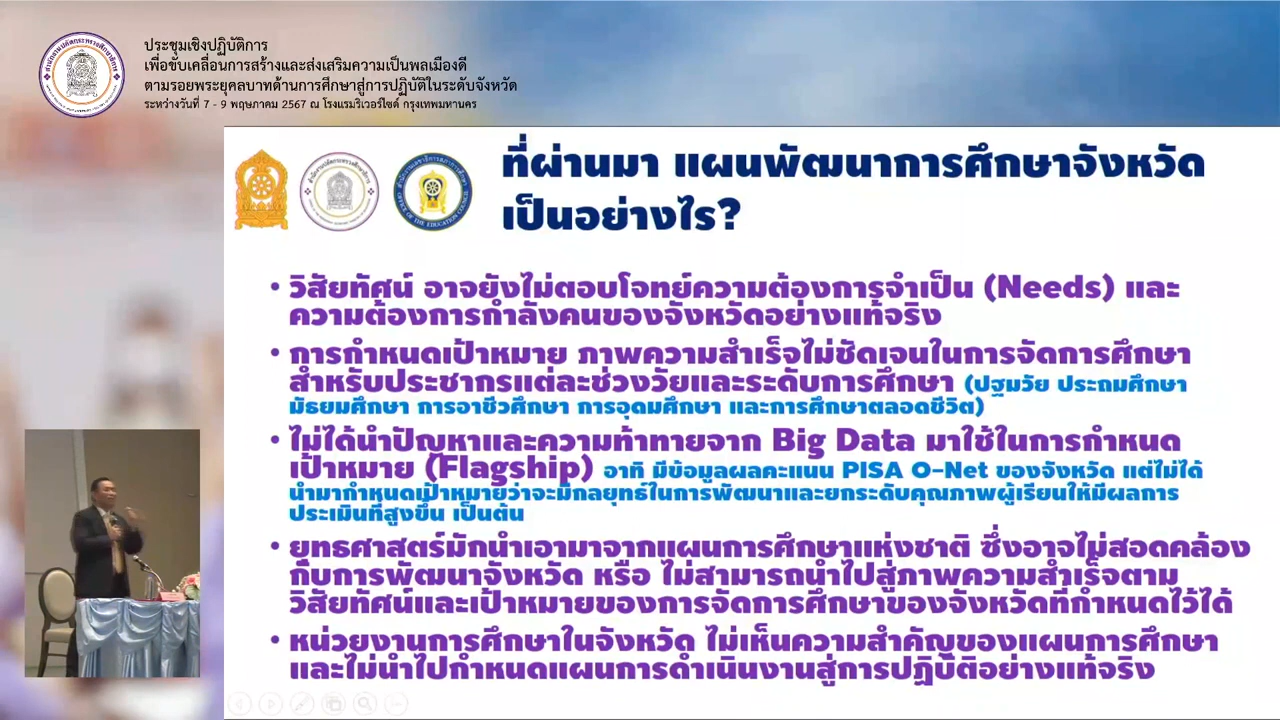 ประชุมเชิงปฏิบัติการ
เพื่อขับเคลื่อนการสร้างและส่งเสริมความเป็นพลเมืองดี
ตามรอยพระยุคลบาทด้านการศึกษาสู่การปฏิบัติในระดับจังหวัด
ระหว่างวันที่ 7 - 9 พฤษภาคม 2567 ณ โรงแรมริเวอร์ไซด์ กรุงเทพมหานคร
ที่ผ่านมา แผนพัฒนาการศึกษาจังหวัด
เป็นอย่างไร?
• วิสัยทัศน์ อาจยังไม่ตอบโจทย์ความต้องการจำเป็น (Needs) และ
ความต้องการกำลังคนของจังหวัดอย่างแท้จริง
• การกำหนดเป้าหมาย ภาพความสำเร็จไม่ชัดเจนในการจัดการศึกษา
สำหรับประชากรแต่ละช่วงวัยและระดับการศึกษา (ปฐมวัย ประถมศึกษา
มัธยมศึกษา การอาชีวศึกษา การอุดมศึกษา และการศึกษาตลอดชีวิต)
• ไม่ได้นำปัญหาและความท้าทายจาก Big Data มาใช้ในการกำหนด
เป้าหมาย (Flagship) อาทิ มีข้อมูลผลคะแนน PISA O-Net ของจังหวัด แต่ไม่ได้
นำมากำหนดเป้าหมายว่าจะมีกลยุทธ์ในการพัฒนาและยกระดับคุณภาพผู้เรียนให้มีผลการ
ประเมินที่สูงขึ้น เป็นต้น
• ยุทธศาสตร์มักนำเอามาจากแผนการศึกษาแห่งชาติ ซึ่งอาจไม่สอดคล้อง
กับการพัฒนาจังหวัด หรือ ไม่สามารถนำไปสู่ภาพความสำเร็จตาม
วิสัยทัศน์และเป้าหมายของการจัดการศึกษาของจังหวัดที่กำหนดไว้ได้
• หน่วยงานการศึกษาในจังหวัด ไม่เห็นความสำคัญของแผนการศึกษา
และไม่นำไปกำหนดแผนการดำเนินงานสู่การปฏิบัติอย่างแท้จริง